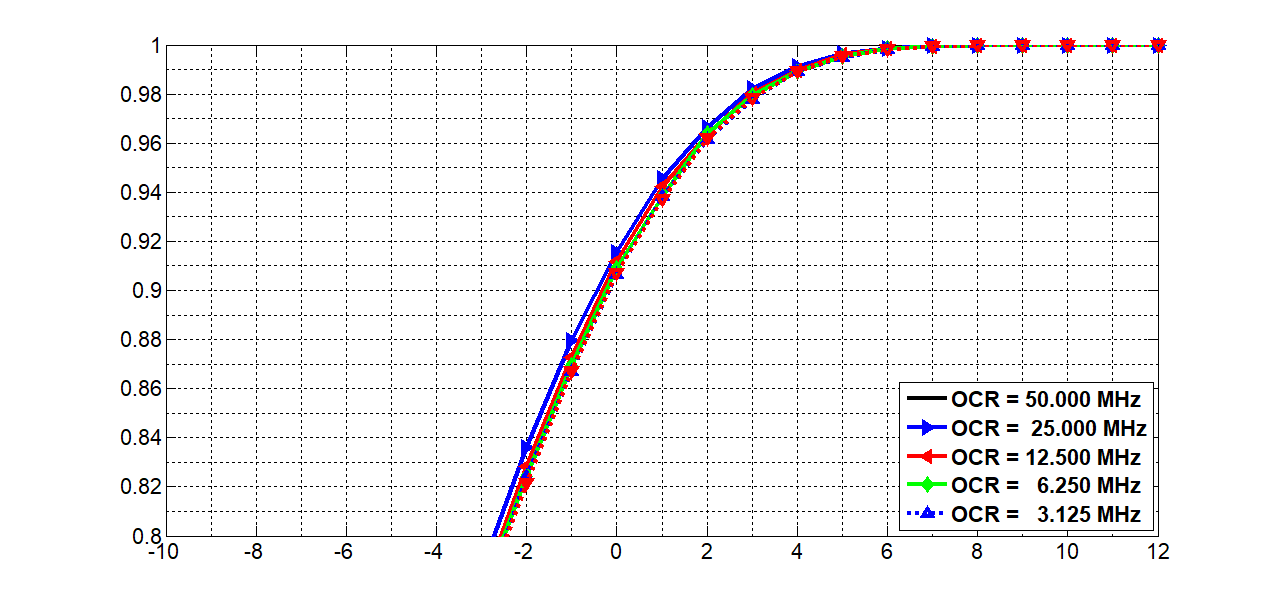 1
0.98
0.96
0.94
0.92
0.9
0.88
0.86
0.84
0.82
0.8
-10 -8 -6 -4 -2 0 2 4 6 8 10 12
OCR = 50.000 MHz
OCR = 25.000 MHz
OCR = 12.500 MHz
OCR = 6.250 MHz
OCR = 3.125 MHz